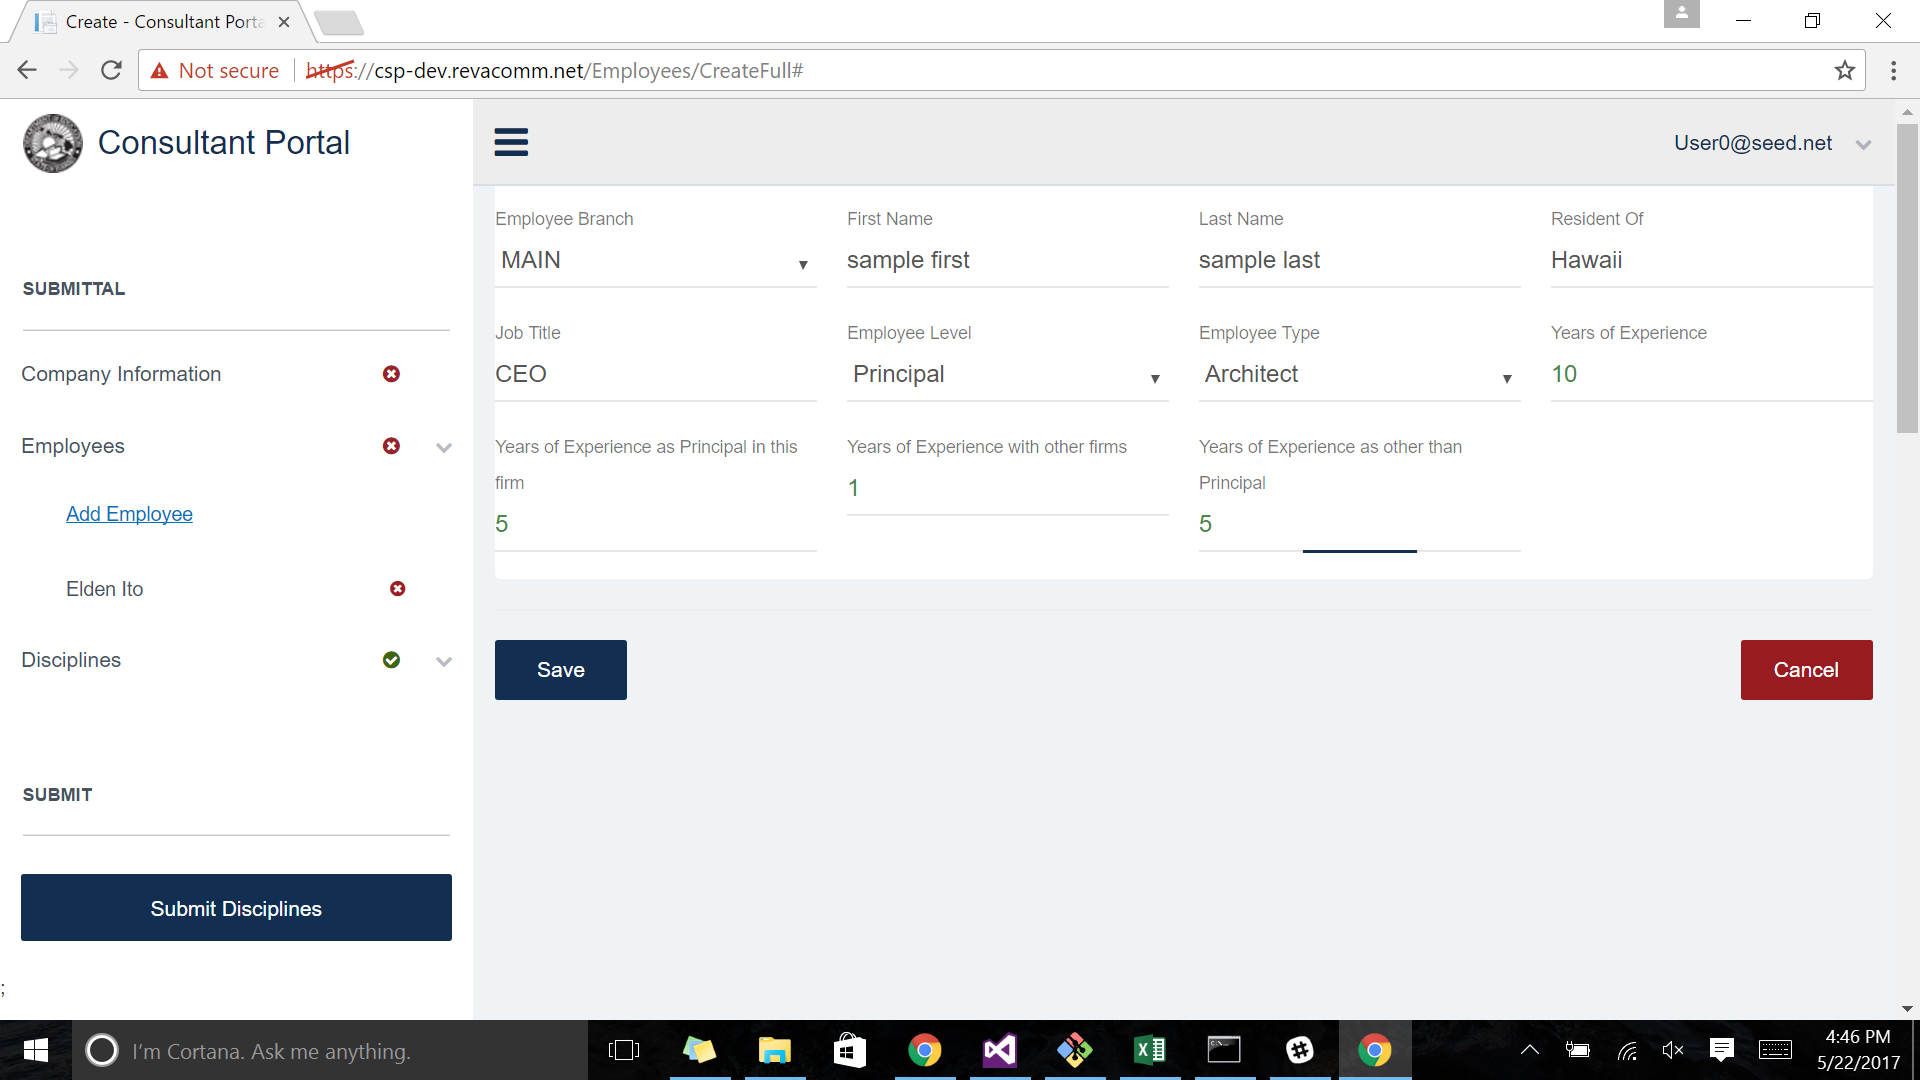 Create - Consultant Porta
Not secure https://csp-dev.revacomm.net/Employees/CreateFull#
Consultant Portal
User0@seed.net
SUBMITTAL
Company Information
Employees
Add Employee
Elden Ito
Disciplines
SUBMIT
Submit Disciplines
;
Employee Branch First Name Last Name Resident Of
MAIN sample first sample last Hawaii
Job Title Employee Level Employee Type Years of Experience
CEO Principal Architect 10
Years of Experience as Principal in this firm
5
Years of Experience with other firms
1
Years of Experience as other than Principal
5
Save Cancel
I'm Cortana. Ask me anything.
4:46 PM
5/22/2017